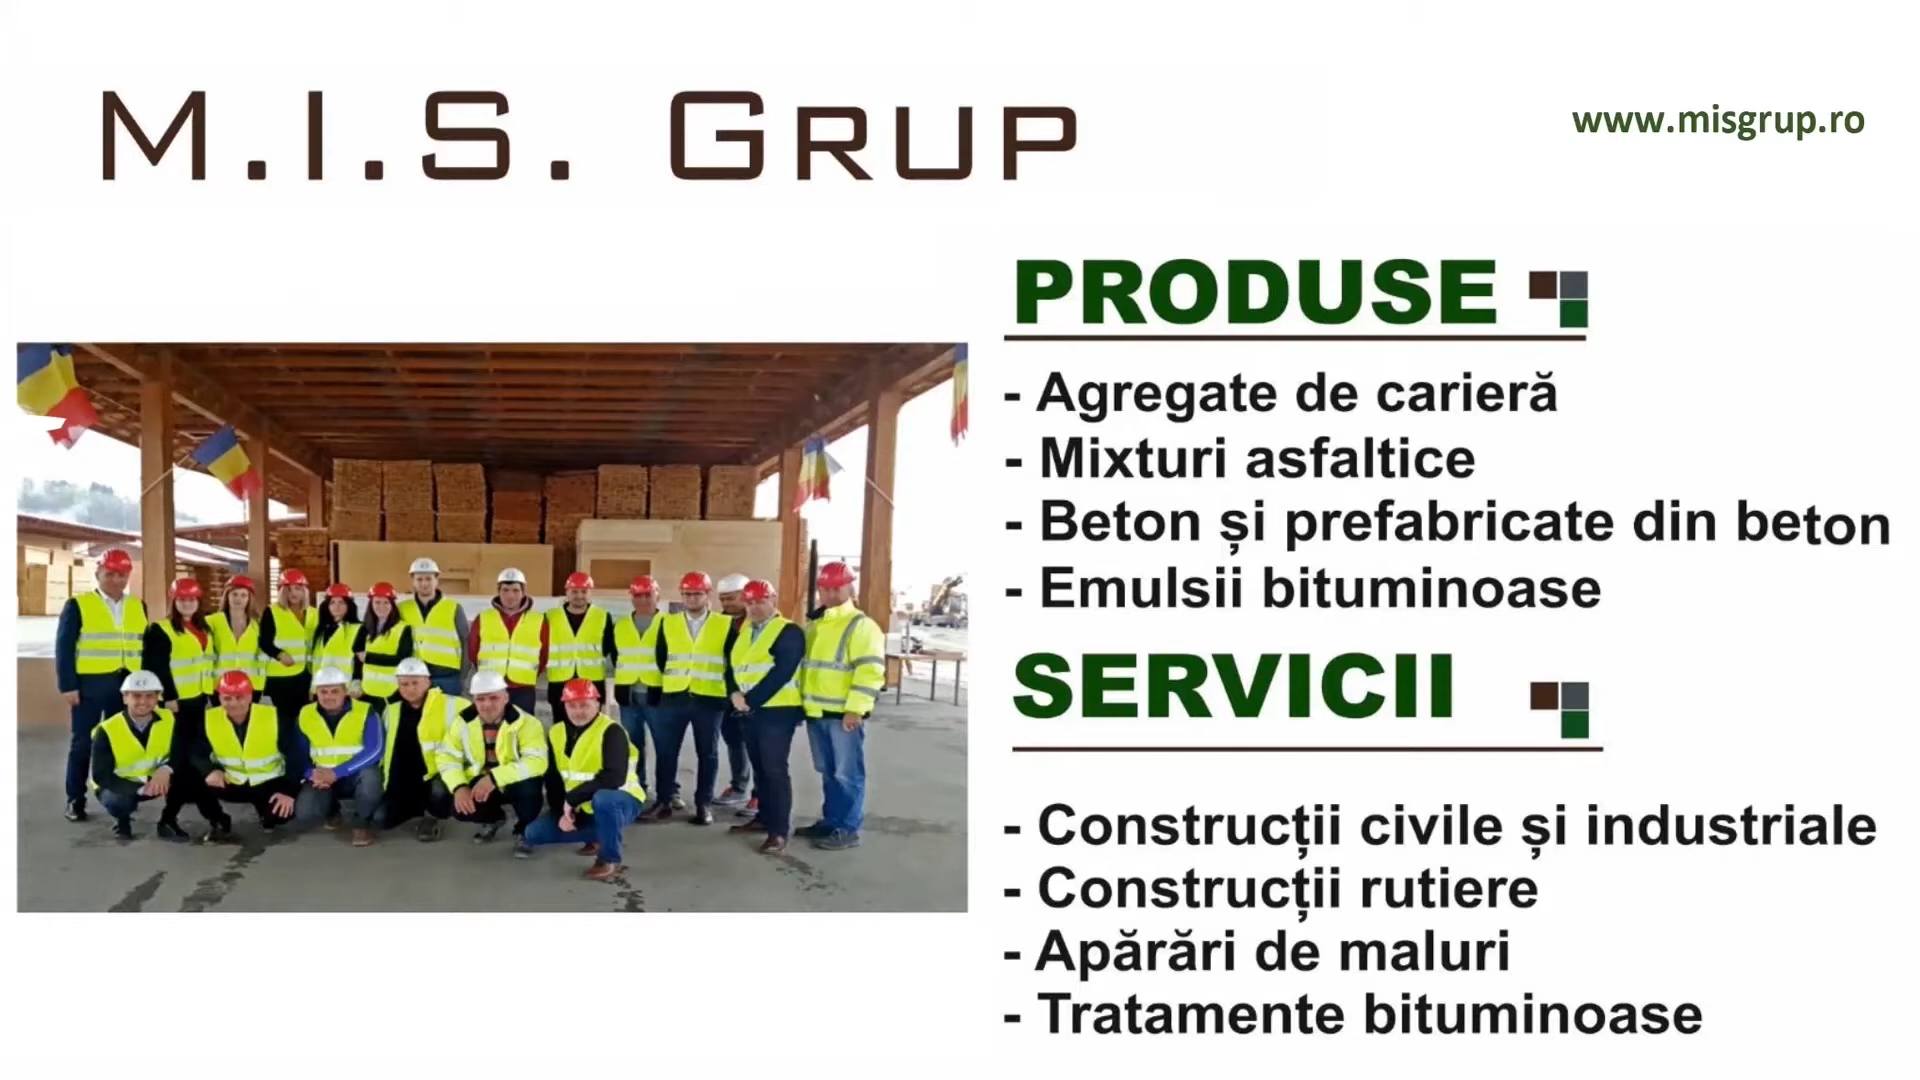 M.I.S. GRUP
www.misgrup.ro
PRODUSE
- Agregate de carieră
- Mixturi asfaltice
- Beton și prefabricate din beton
- Emulsii bituminoase
SERVICII
- Construcții civile și industriale
- Construcții rutiere
- Apărări de maluri
- Tratamente bituminoase